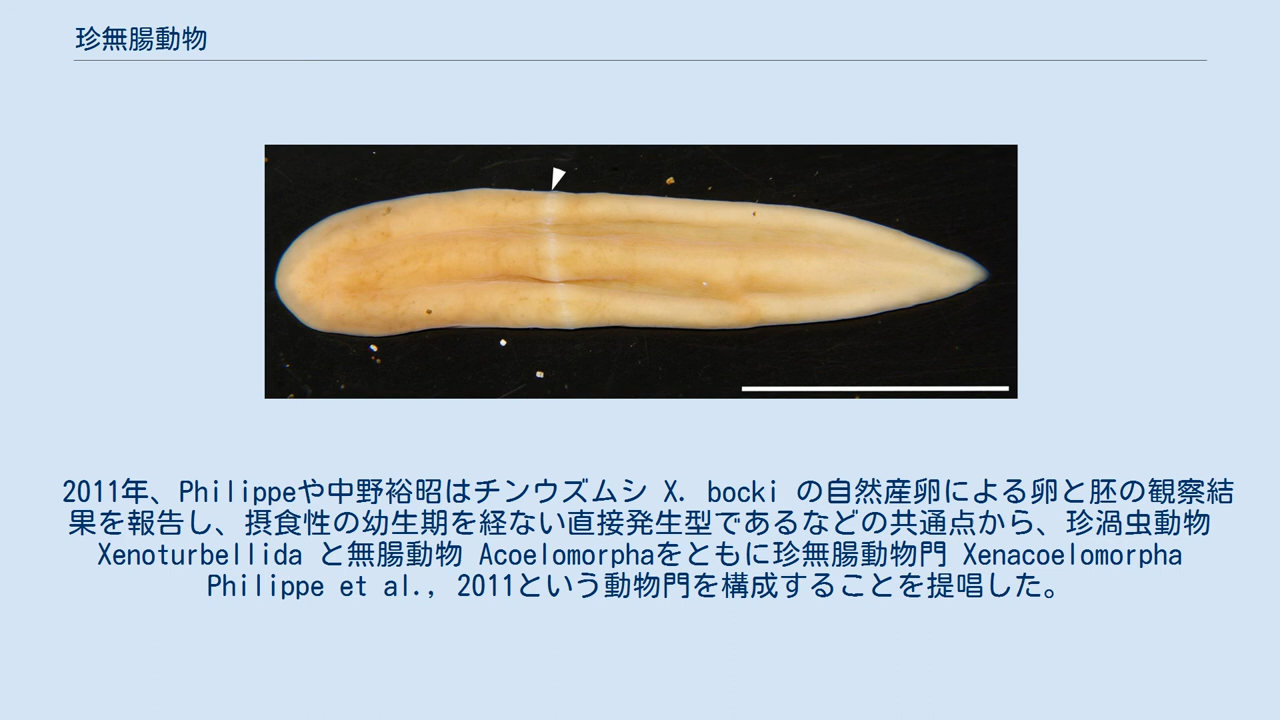 珍無腸動物
2011年、Philippeや中野裕昭はチンウズムシ X. bocki の自然産卵による卵と胚の観察結
果を報告し、摂食性の幼生期を経ない直接発生型であるなどの共通点から、珍渦虫動物
Xenoturbellida と無腸動物 Acoelomorphaをともに珍無腸動物門 Xenacoelomorpha
Philippe et al., 2011という動物門を構成することを提唱した。